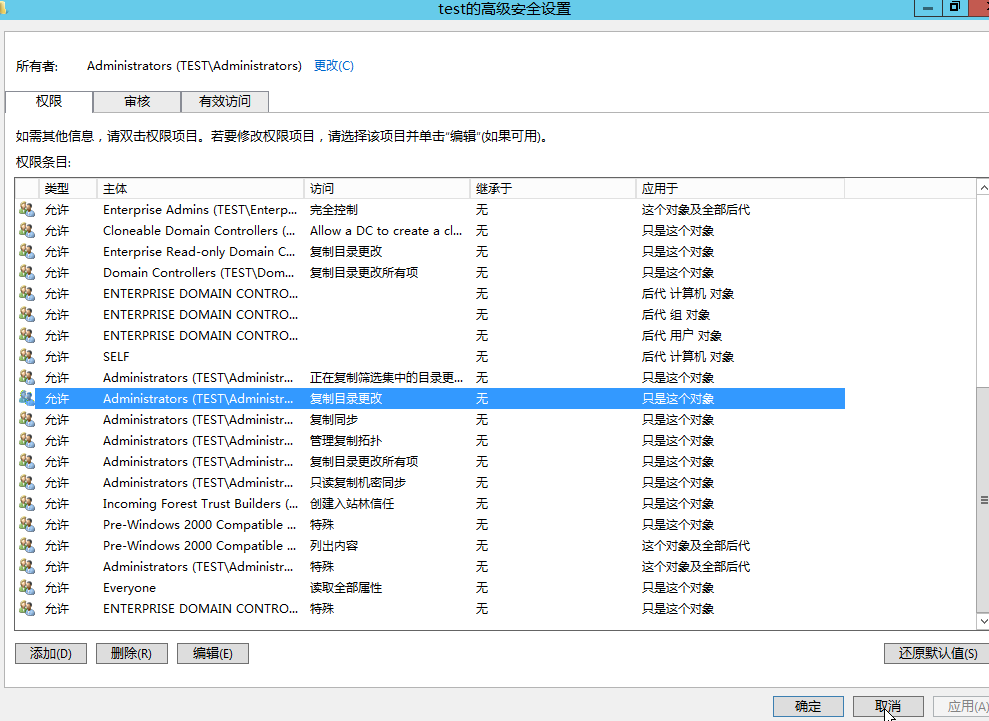 test的高级安全设置
所有者: Administrators (TEST\Administrators) 更改(C)
权限 审核 有效访问
如需其他信息，请双击权限项目。若要修改权限项目，请选择该项目并单击“编辑”(如果可用)。
权限条目:
类型 主体 访问 继承于 应用于
允许 Enterprise Admins (TEST\Enterp... 完全控制 无 这个对象及全部后代
允许 Cloneable Domain Controllers (... Allow a DC to create a cl... 无 只是这个对象
允许 Enterprise Read-only Domain C... 复制目录更改 无 只是这个对象
允许 Domain Controllers (TEST\Dom... 复制目录更改所有项 无 只是这个对象
允许 ENTERPRISE DOMAIN CONTRO... 无 后代 计算机 对象
允许 ENTERPRISE DOMAIN CONTRO... 无 后代 组 对象
允许 ENTERPRISE DOMAIN CONTRO... 无 后代 用户 对象
允许 SELF 无 后代 计算机 对象
允许 Administrators (TEST\Administr... 正在复制筛选集中的目录更... 无 只是这个对象
允许 Administrators (TEST\Administr... 复制目录更改 无 只是这个对象
允许 Administrators (TEST\Administr... 复制同步 无 只是这个对象
允许 Administrators (TEST\Administr... 管理复制拓扑 无 只是这个对象
允许 Administrators (TEST\Administr... 复制目录更改所有项 无 只是这个对象
允许 Administrators (TEST\Administr... 只读复制机密同步 无 只是这个对象
允许 Incoming Forest Trust Builders (... 创建入站林信任 无 只是这个对象
允许 Pre-Windows 2000 Compatible ... 特殊 无 只是这个对象
允许 Pre-Windows 2000 Compatible ... 列出内容 无 这个对象及全部后代
允许 Administrators (TEST\Administr... 特殊 无 这个对象及全部后代
允许 Everyone 读取全部属性 无 只是这个对象
允许 ENTERPRISE DOMAIN CONTRO... 特殊 无 只是这个对象
添加(D) 删除(R) 编辑(E) 还原默认值(S)
确定 取消 应用(A)